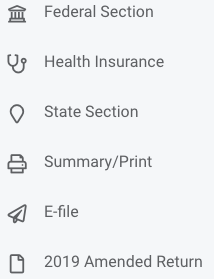 Federal Section
Health Insurance
State Section
Summary/Print
E-file
2019 Amended Return